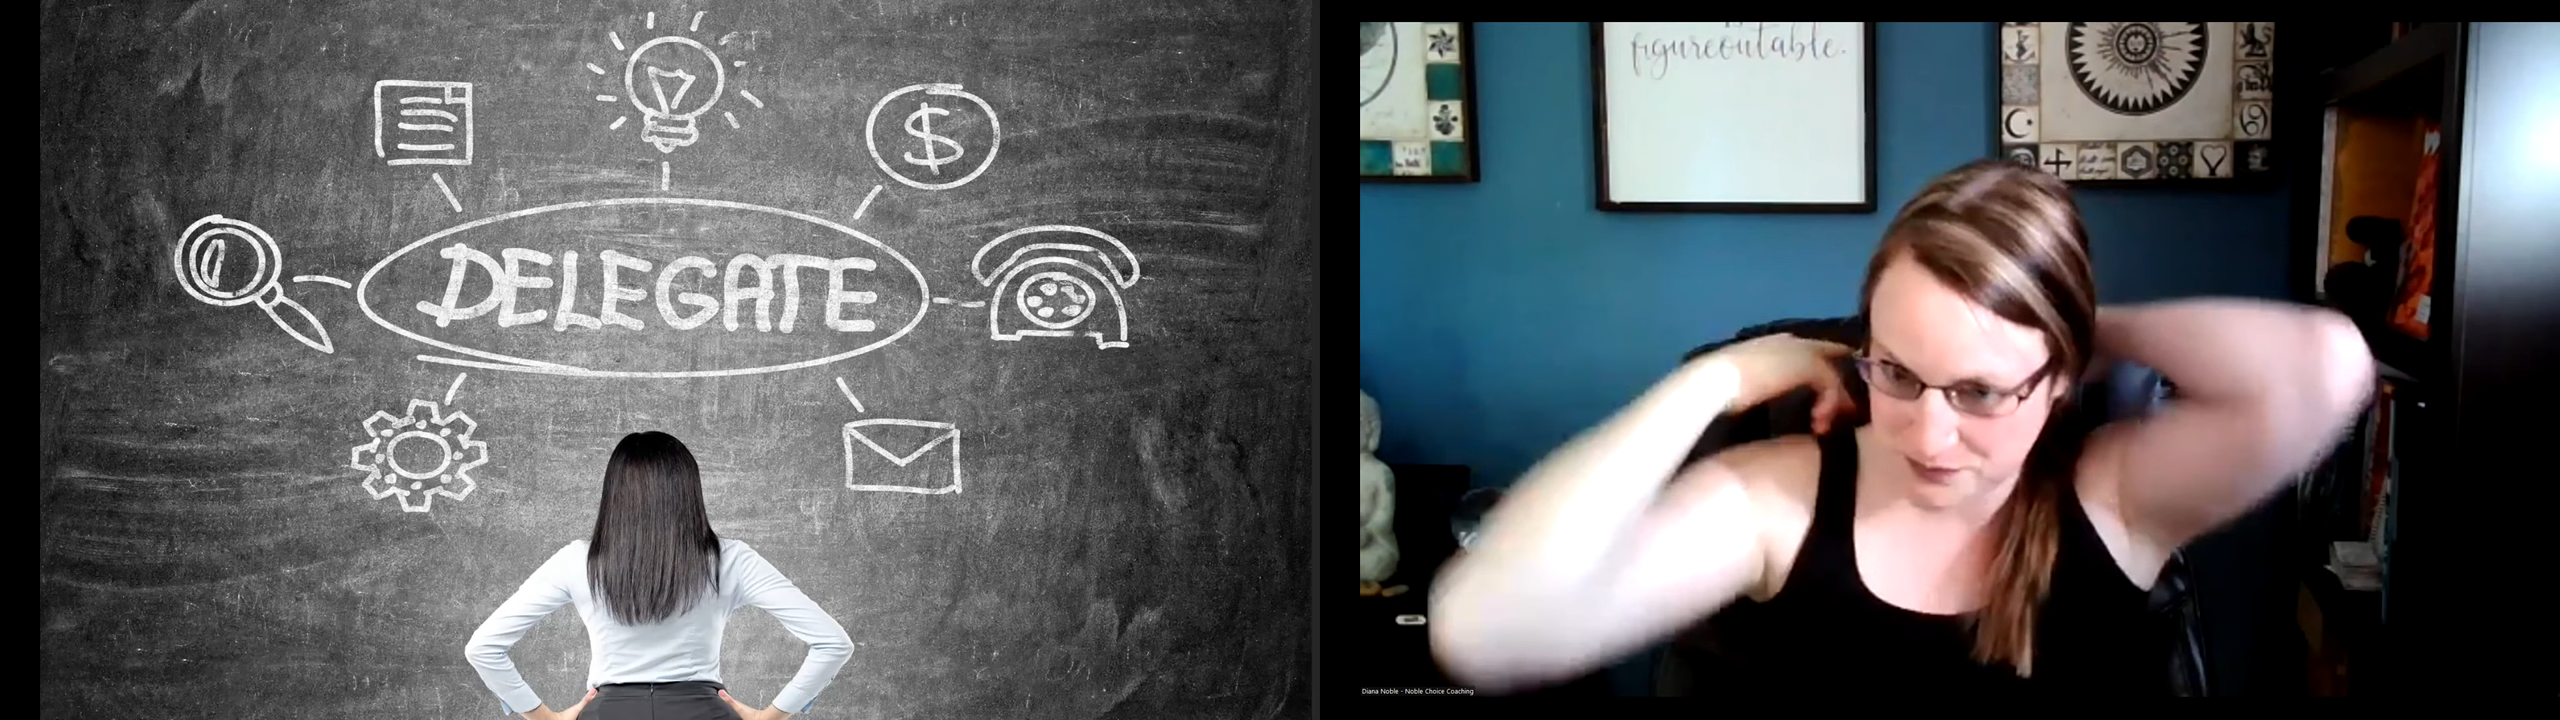 DELEGATE
figureoutable.
Diana Noble - Noble Choice Coaching